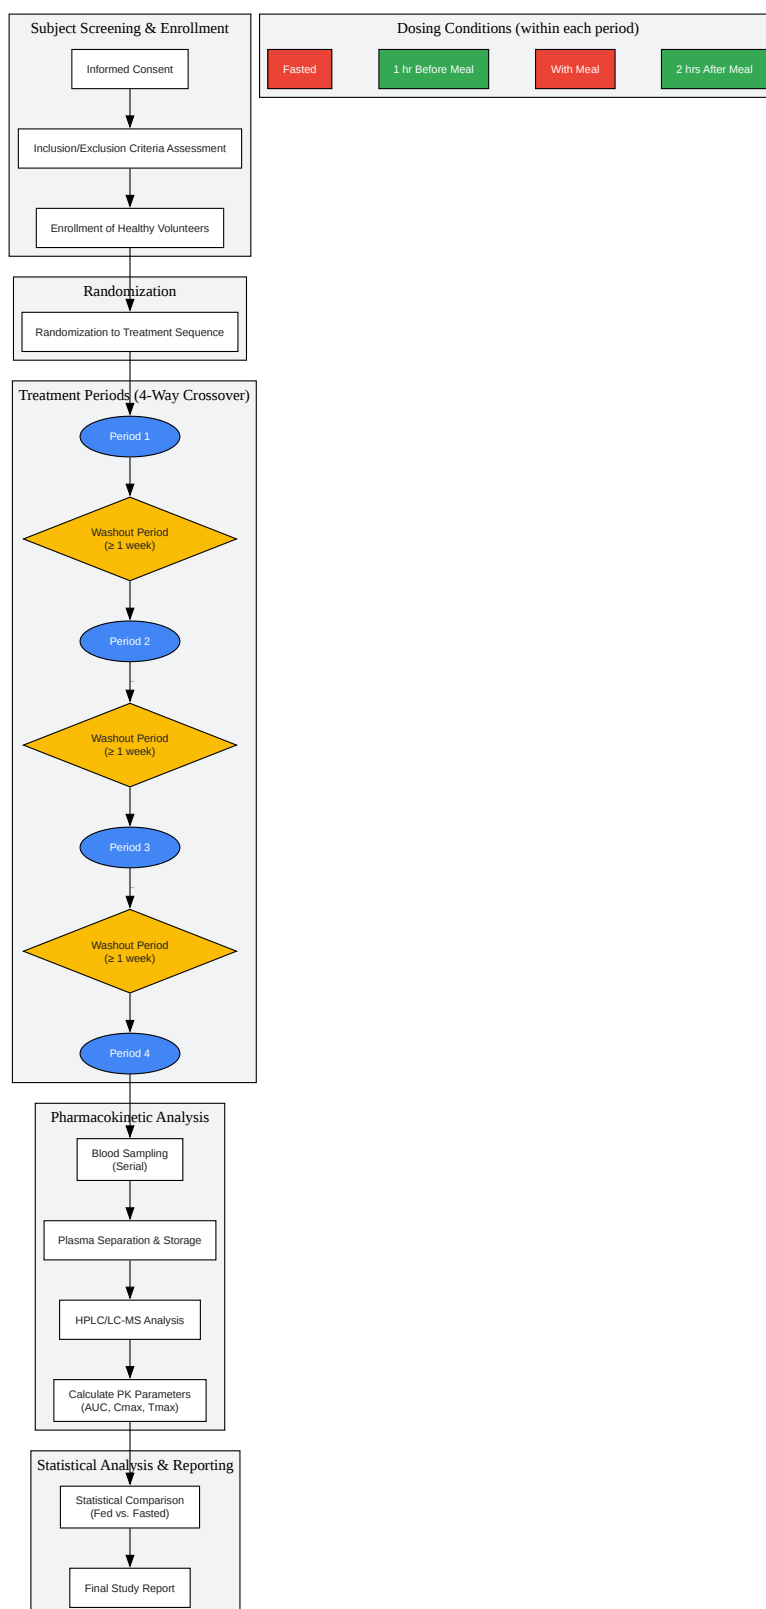 Subject Screening & Enrollment
Informed Consent
Inclusion/Exclusion Criteria Assessment
Enrollment of Healthy Volunteers
Dosing Conditions (within each period)
Fasted
1 hr Before Meal
With Meal
2 hrs After Meal
Randomization
Randomization to Treatment Sequence
Treatment Periods (4-Way Crossover)
Period 1
Washout Period
(≥ 1 week)
Period 2
Washout Period
(≥ 1 week)
Period 3
Washout Period
(≥ 1 week)
Period 4
Pharmacokinetic Analysis
Blood Sampling
(Serial)
Plasma Separation & Storage
HPLC/LC-MS Analysis
Calculate PK Parameters
(AUC, Cmax, Tmax)
Statistical Analysis & Reporting
Statistical Comparison
(Fed vs. Fasted)
Final Study Report